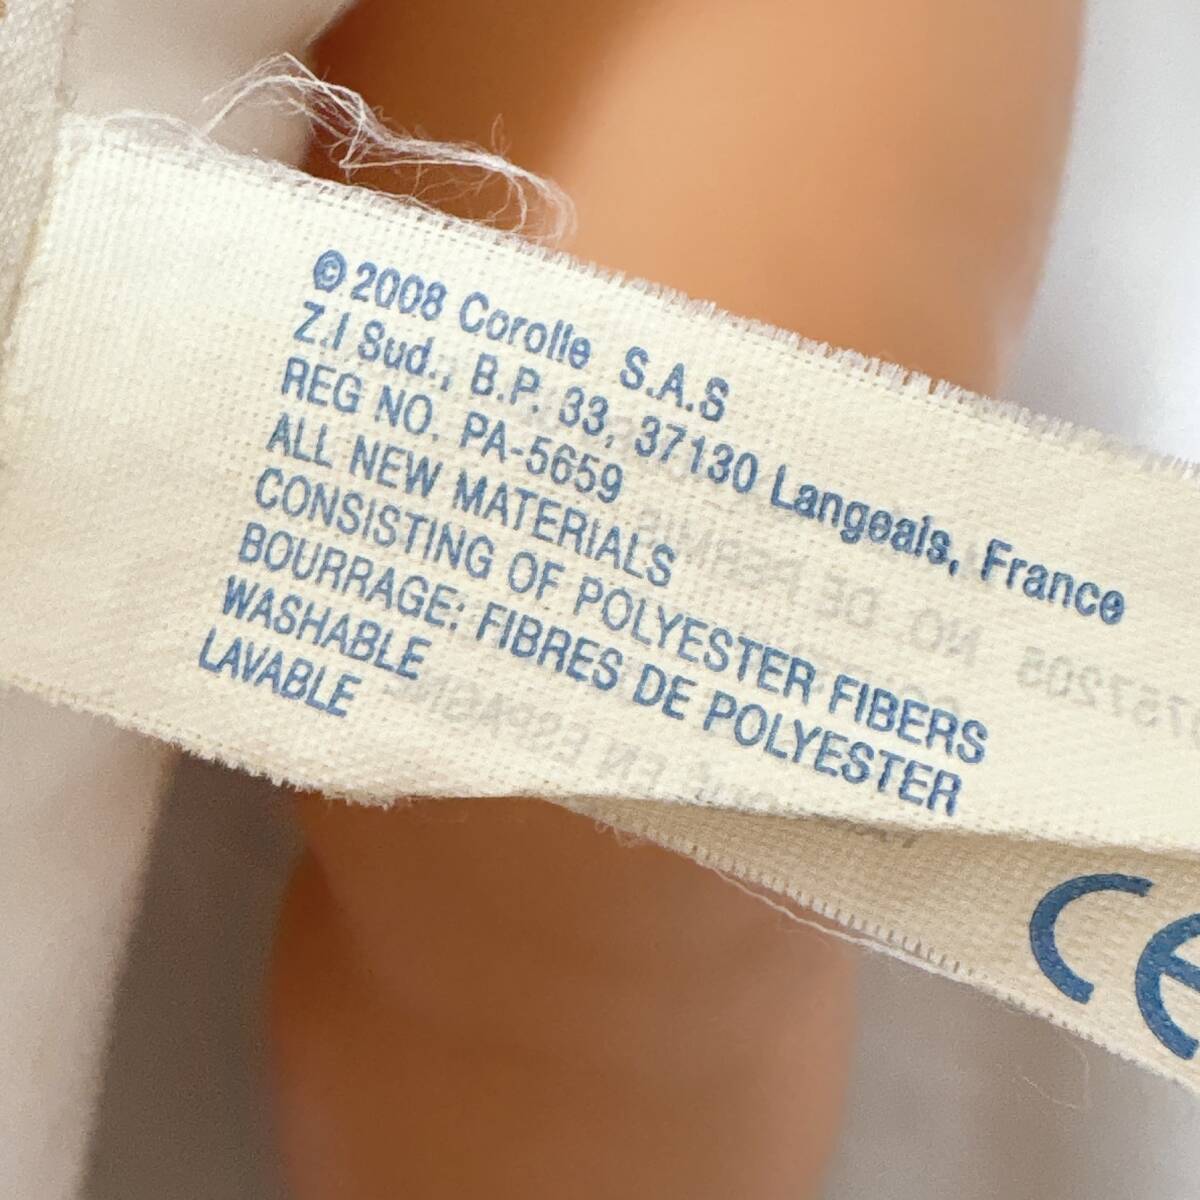 © 2008 Corolle S.A.S
Z.I Sud., B.P. 33, 37130 Langeais, France
REG NO. PA-5659
ALL NEW MATERIALS
CONSISTING OF POLYESTER FIBERS
BOURRAGE: FIBRES DE POLYESTER
WASHABLE
LAVABLE
CE